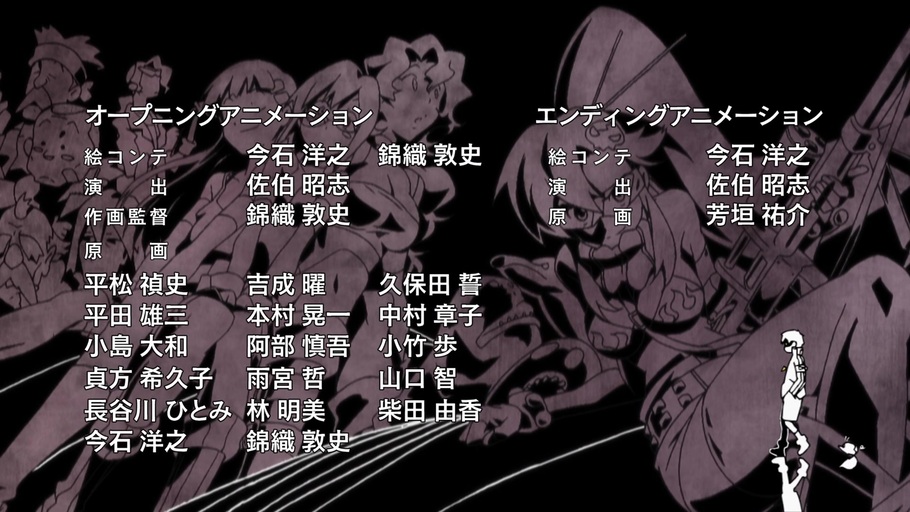 オープニングアニメーション
絵コンテ 今石 洋之 錦織 敦史
演出 佐伯 昭志
作画監督 錦織 敦史
原画
平松 禎史 吉成 曜 久保田 誓
平田 雄三 本村 晃一 中村 章子
小島 大和 阿部 慎吾 小竹 歩
貞方 希久子 雨宮 哲 山口 智
長谷川 ひとみ 林 明美 柴田 由香
今石 洋之 錦織 敦史
エンディングアニメーション
絵コンテ 今石 洋之
演出 佐伯 昭志
原画 芳垣 祐介